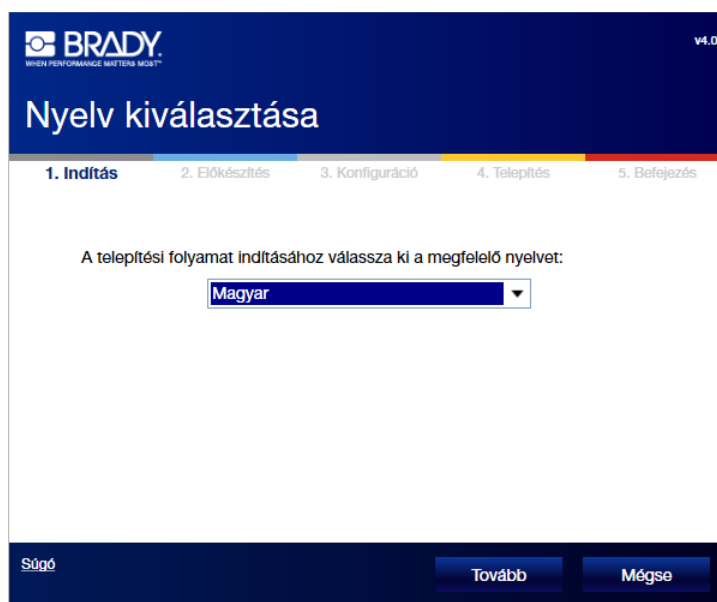 BRADY.
WHEN PERFORMANCE MATTERS MOST™
v4.0
Nyelv kiválasztása
1. Indítás 2. Előkészítés 3. Konfiguráció 4. Telepítés 5. Befejezés
A telepítési folyamat indításához válassza ki a megfelelő nyelvet:
Magyar
Súgó Tovább Mégse